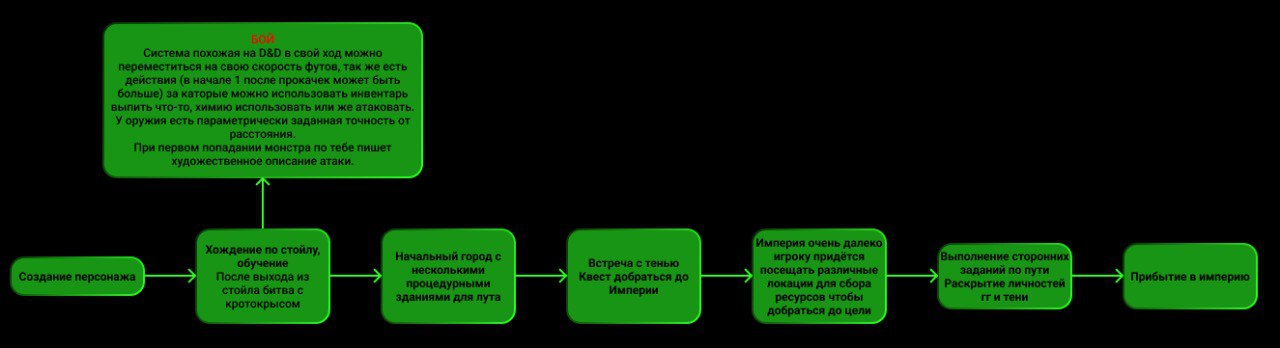 БОЙ
Система похожая на D&D в свой ход можно
переместиться на свою скорость футов, так же есть
действия (в начале 1 после прокачек может быть
больше) за каторые можно использовать инвентарь
выпить что-то, химию использовать или же атаковать.
У оружия есть параметрически заданная точность от
расстояния.
При первом попадании монстра по тебе пишет
художественное описание атаки.
Создание персонажа
Хождение по стойлу,
обучение
После выхода из
стойла битва с
кротокрысом
Начальный город с
несколькими
процедурными
зданиями для лута
Встреча с тенью
Квест добраться до
Империи
Империя очень далеко
игроку придётся
посещать различные
локации для сбора
ресурсов чтобы
добраться до цели
Выполнение сторонних
заданий по пути
Раскрытие личностей
гг и тени
Прибытие в империю